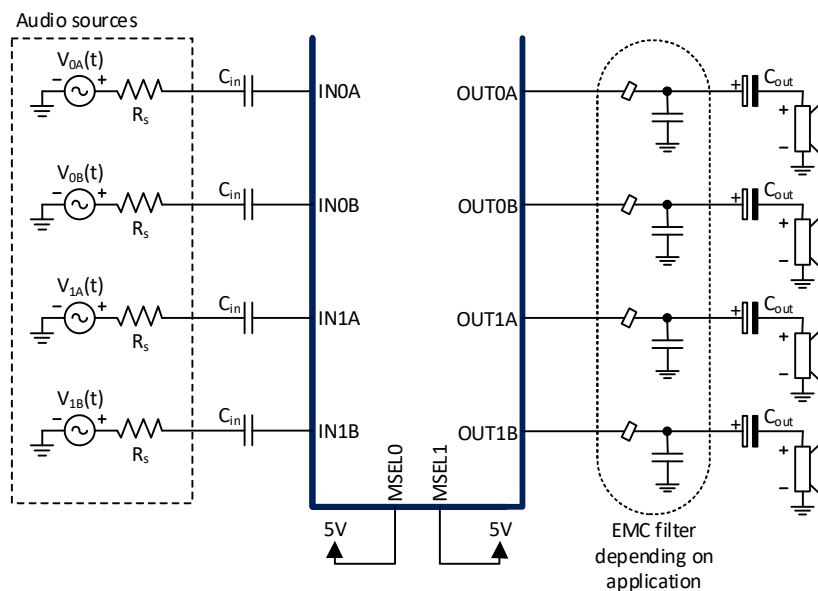 Audio sources
V0A(t)
− +
Rs
Cin
IN0A
OUT0A
+
Cout
+
−
V0B(t)
− +
Rs
Cin
IN0B
OUT0B
+
Cout
+
−
V1A(t)
− +
Rs
Cin
IN1A
OUT1A
+
Cout
+
−
V1B(t)
− +
Rs
Cin
IN1B
OUT1B
+
Cout
+
−
MSEL0
MSEL1
5V
5V
EMC filter
depending on
application